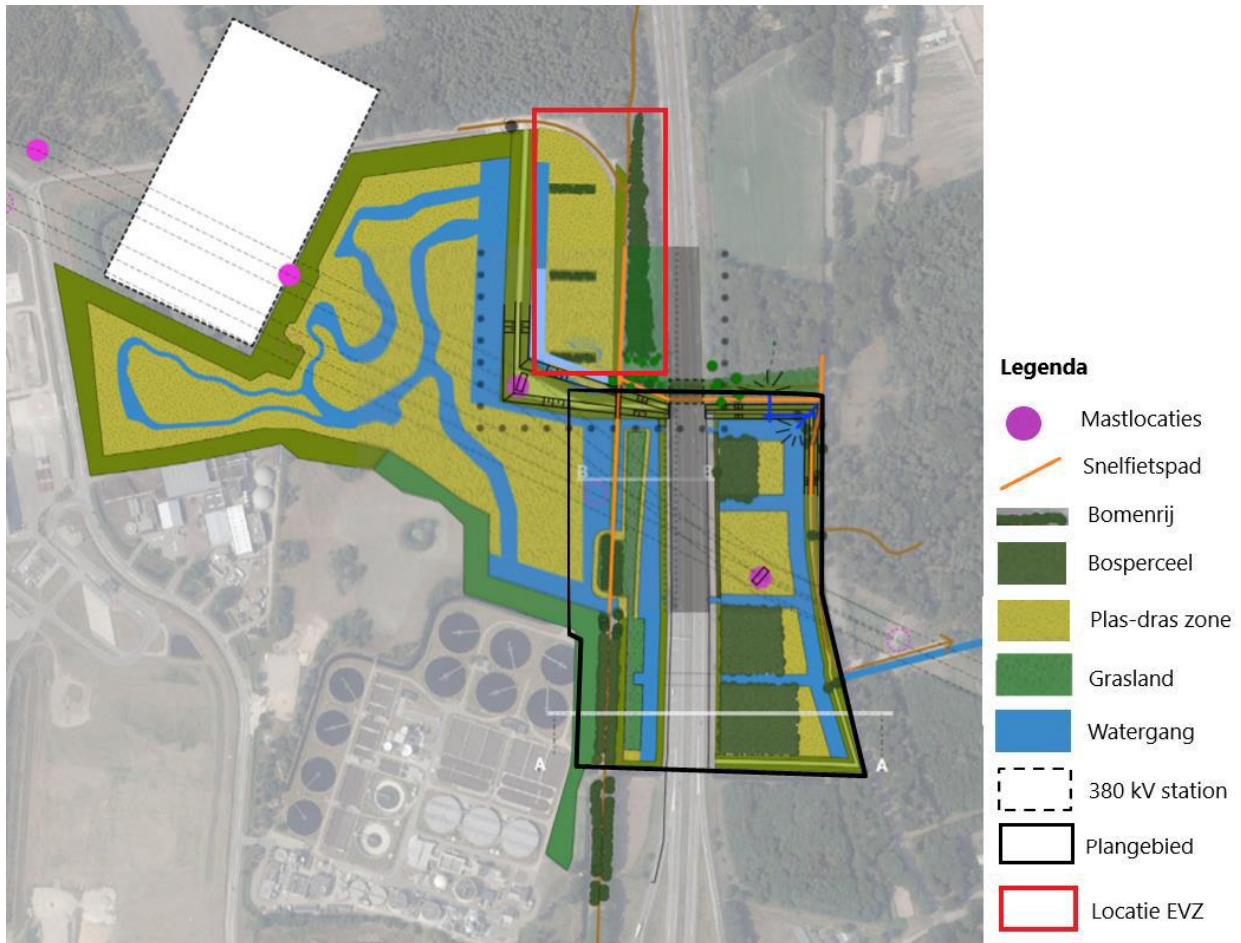 B
B
A
A
Legenda
Mastlocaties
Snelfietspad
Bomenrij
Bosperceel
Plas-dras zone
Grasland
Watergang
380 kV station
Plangebied
Locatie EVZ